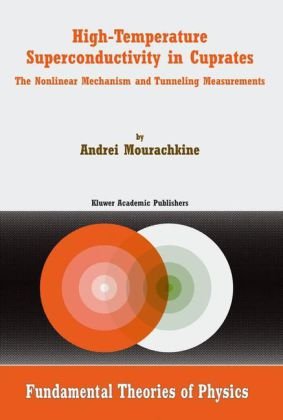 High-Temperature
Superconductivity in Cuprates
The Nonlinear Mechanism and Tunneling Measurements
by
Andrei Mourachkine
Kluwer Academic Publishers
Fundamental Theories of Physics